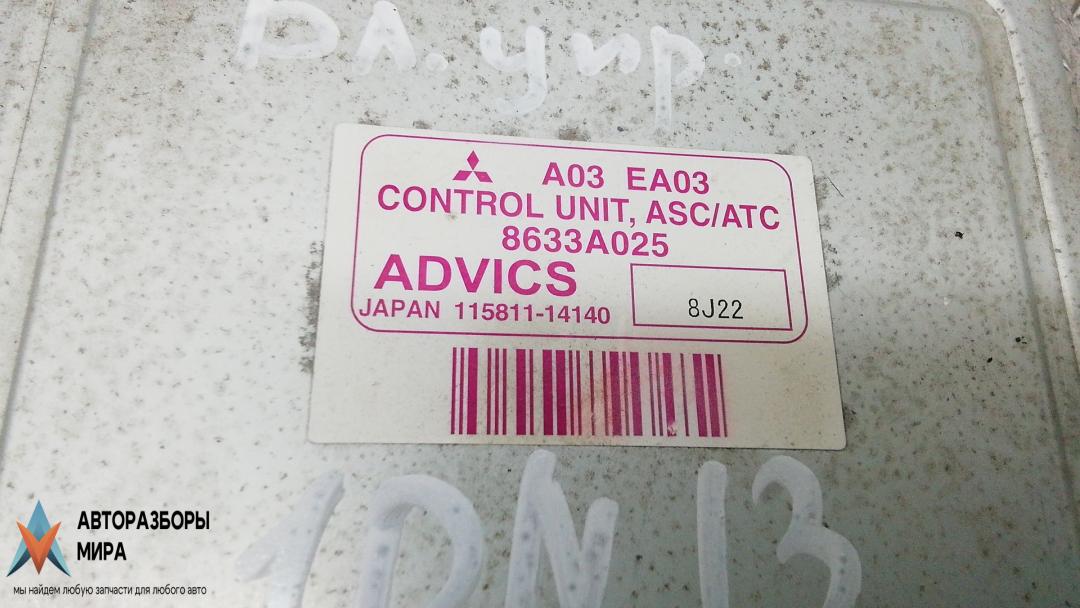 Бл. упр.
A03 EA03
CONTROL UNIT, ASC/ATC
8633A025
ADVICS
JAPAN 115811-14140
8J22
1DN13
АВТОРАЗБОРЫ
МИРА
мы найдем любую запчасти для любого авто